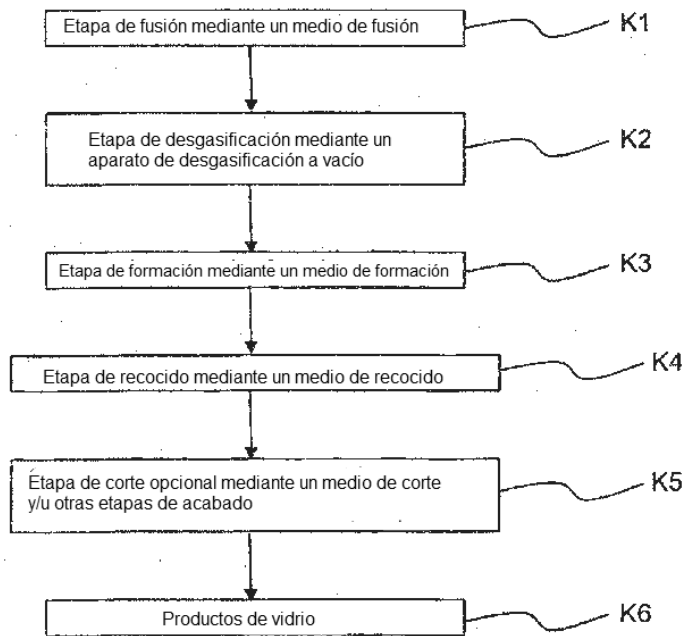 Etapa de fusión mediante un medio de fusión
K1
Etapa de desgasificación mediante un
aparato de desgasificación a vacío
K2
Etapa de formación mediante un medio de formación
K3
Etapa de recocido mediante un medio de recocido
K4
Etapa de corte opcional mediante un medio de corte
y/u otras etapas de acabado
K5
Productos de vidrio
K6